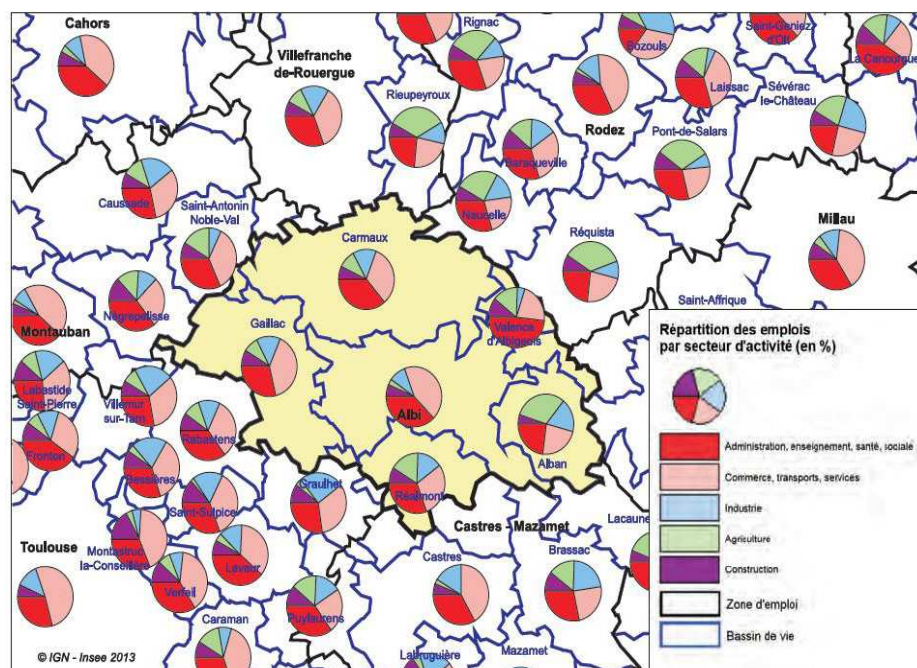 Cahors
Rignac
Bozouls
Saint-Geniez
d'Olt
La Canourgue
Villefranche
de-Rouergue
Rieupeyroux
Laissac
Sévérac
le-Château
Rodez
Pont-de-Salars
Baraqueville
Caussade
Saint-Antonin
Noble-Val
Naucelle
Millau
Carmaux
Réquista
Négrepelisse
Saint-Affrique
Montauban
Gaillac
Valence
d'Albigeois
Labastide
Saint-Pierre
Villemur
sur-Tarn
Albi
Rabastens
Alban
Fronton
Bessières
Graulhet
Réalmont
Saint-Sulpice
Castres - Mazamet
Lacaune
Toulouse
Montastruc
la-Conseillère
Lavaur
Castres
Brassac
Verfeil
Puylaurens
Caraman
Labruguière
Mazamet
© IGN - Insee 2013
Répartition des emplois
par secteur d'activité (en %)
Administration, enseignement, santé, sociale
Commerce, transports, services
Industrie
Agriculture
Construction
Zone d'emploi
Bassin de vie